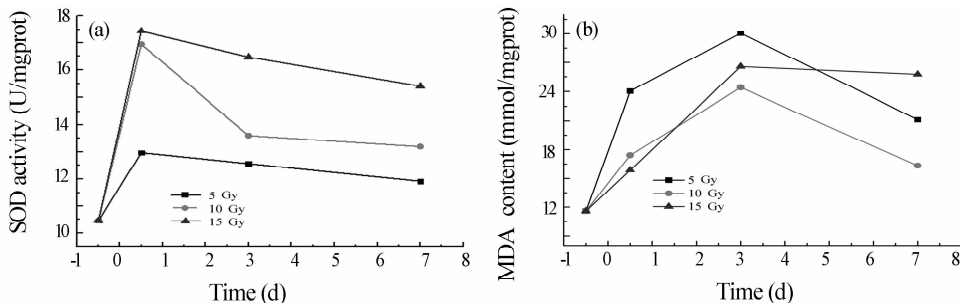 (a)
SOD activity (U/mgprot)
18
16
14
12
10
5 Gy
10 Gy
15 Gy
-1 0 1 2 3 4 5 6 7 8
Time (d)
(b)
MDA content (mmol/mgprot)
30
24
18
12
5 Gy
10 Gy
15 Gy
-1 0 1 2 3 4 5 6 7 8
Time (d)